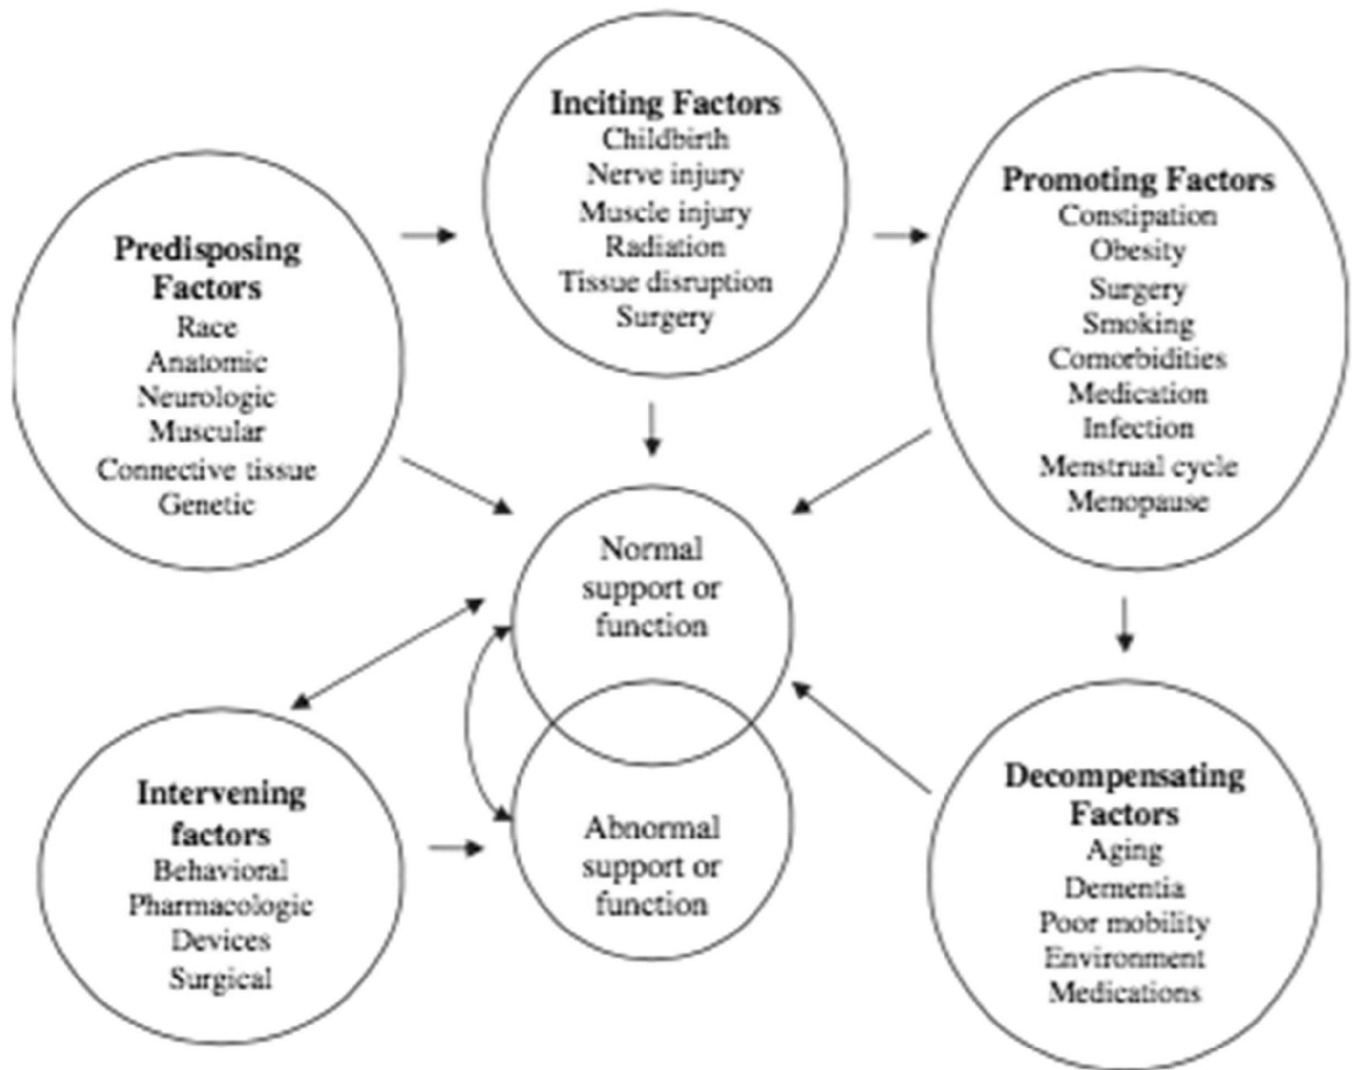 Inciting Factors
Childbirth
Nerve injury
Muscle injury
Radiation
Tissue disruption
Surgery
Promoting Factors
Constipation
Obesity
Surgery
Smoking
Comorbidities
Medication
Infection
Menstrual cycle
Menopause
Predisposing
Factors
Race
Anatomic
Neurologic
Muscular
Connective tissue
Genetic
Normal
support or
function
Abnormal
support or
function
Intervening
factors
Behavioral
Pharmacologic
Devices
Surgical
Decompensating
Factors
Aging
Dementia
Poor mobility
Environment
Medications